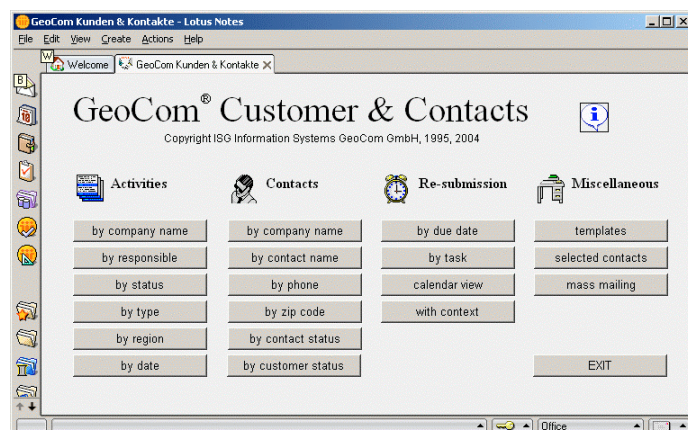 GeoCom Kunden & Kontakte - Lotus Notes
File Edit View Create Actions Help
W
Welcome GeoCom Kunden & Kontakte
B
18
GeoCom® Customer & Contacts
Copyright ISG Information Systems GeoCom GmbH, 1995, 2004
i
Activities Contacts Re-submission Miscellaneous
by company name by company name by due date templates
by responsible by contact name by task selected contacts
by status by phone calendar view mass mailing
by type by zip code with context
by region by contact status
by date by customer status EXIT
Office